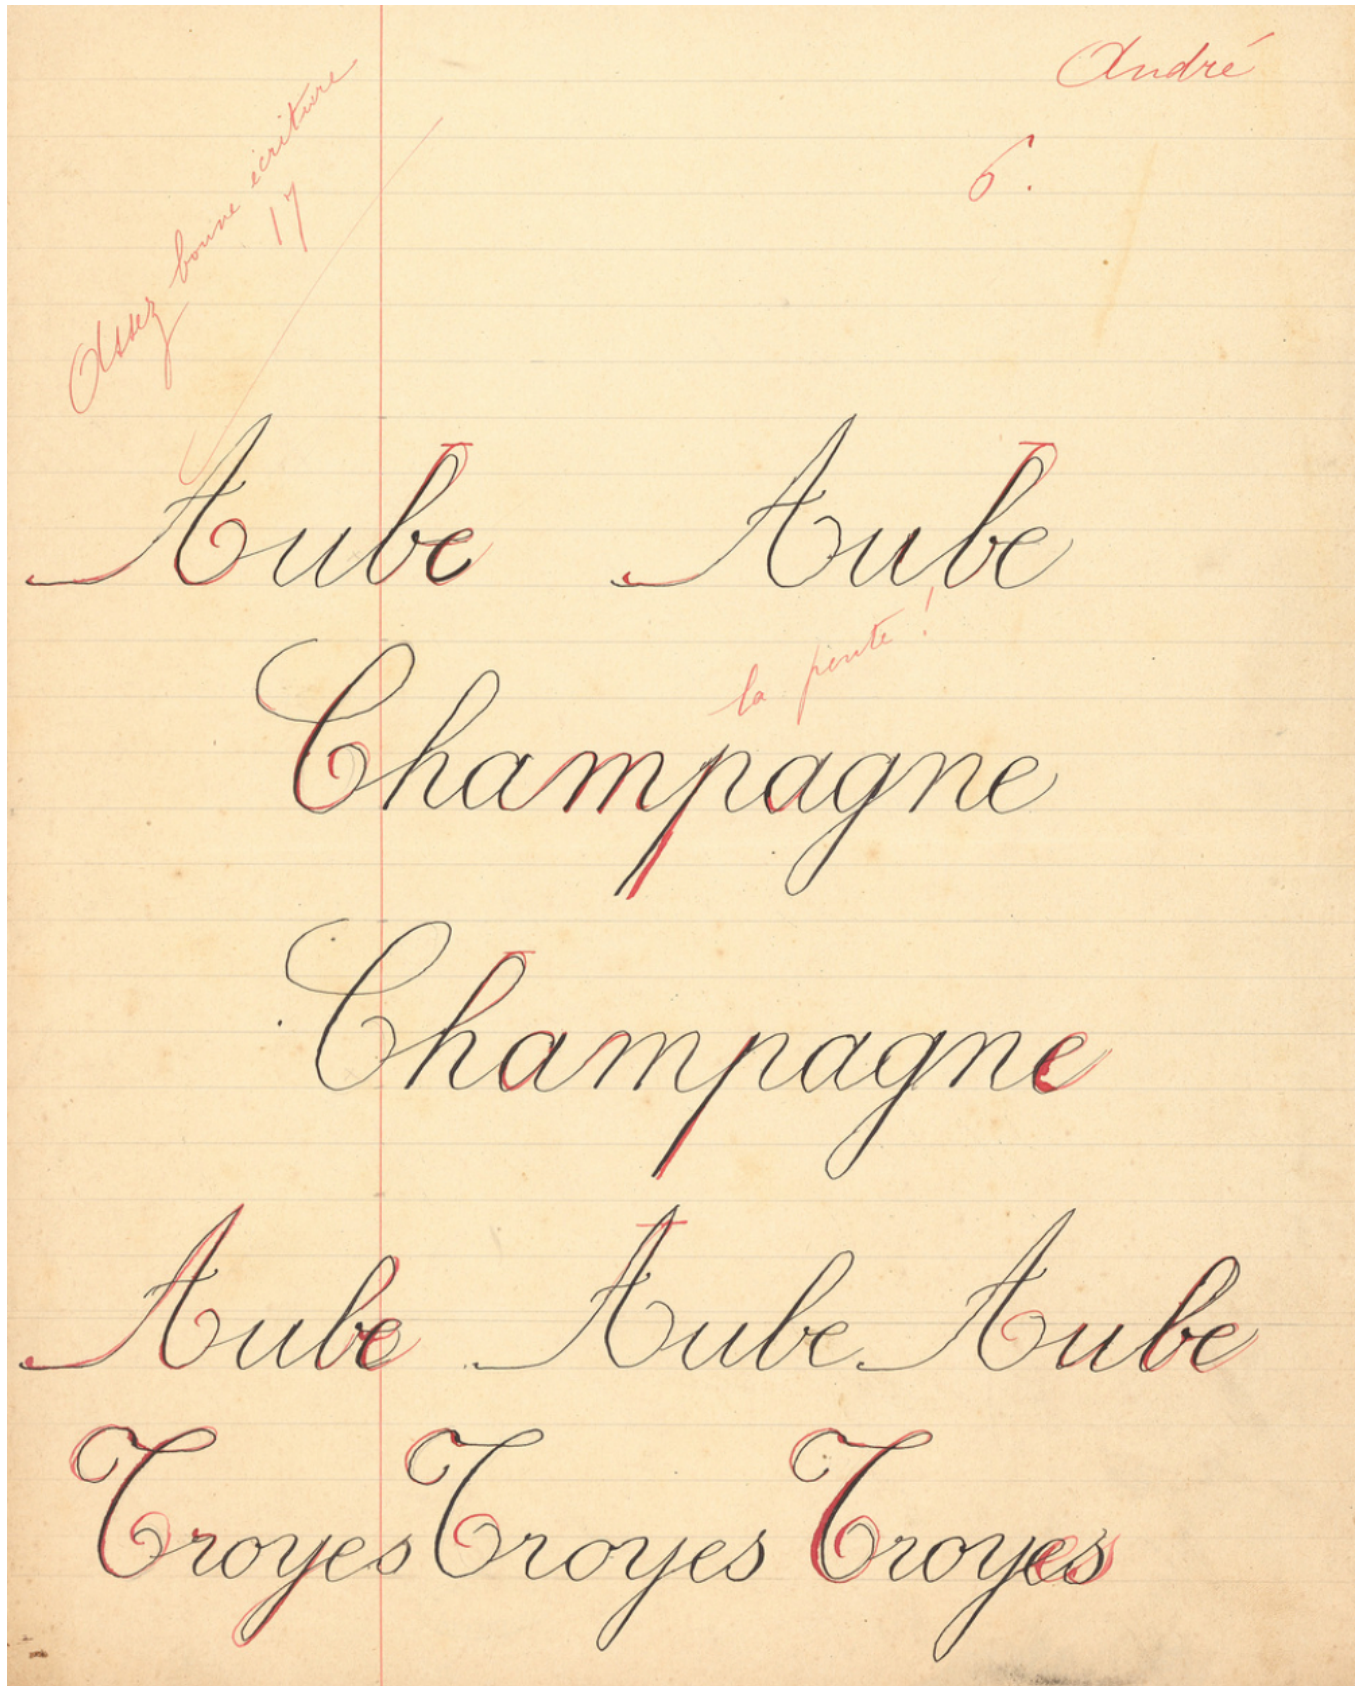 André
6.
Assez bonne écriture
17
Aube Aube
la pente !
Champagne
Champagne
Aube Aube Aube
Troyes Troyes Troyes